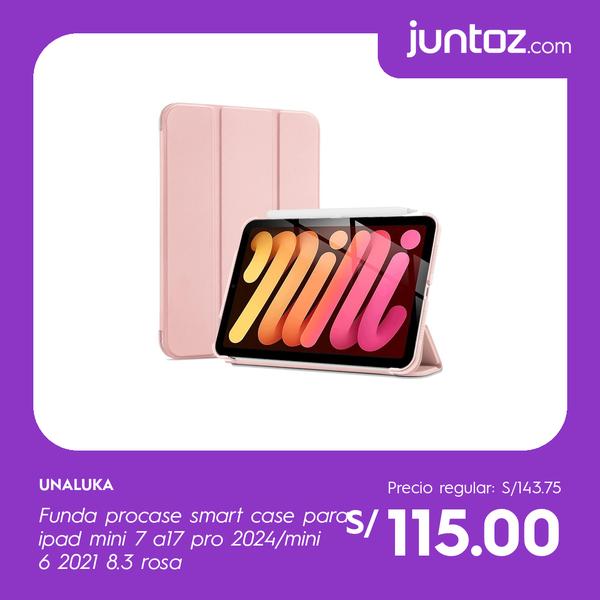 juntoz.com
mini
UNALUKA
Funda procase smart case para
ipad mini 7 a17 pro 2024/mini
6 2021 8.3 rosa
Precio regular: S/143.75
S/ 115.00